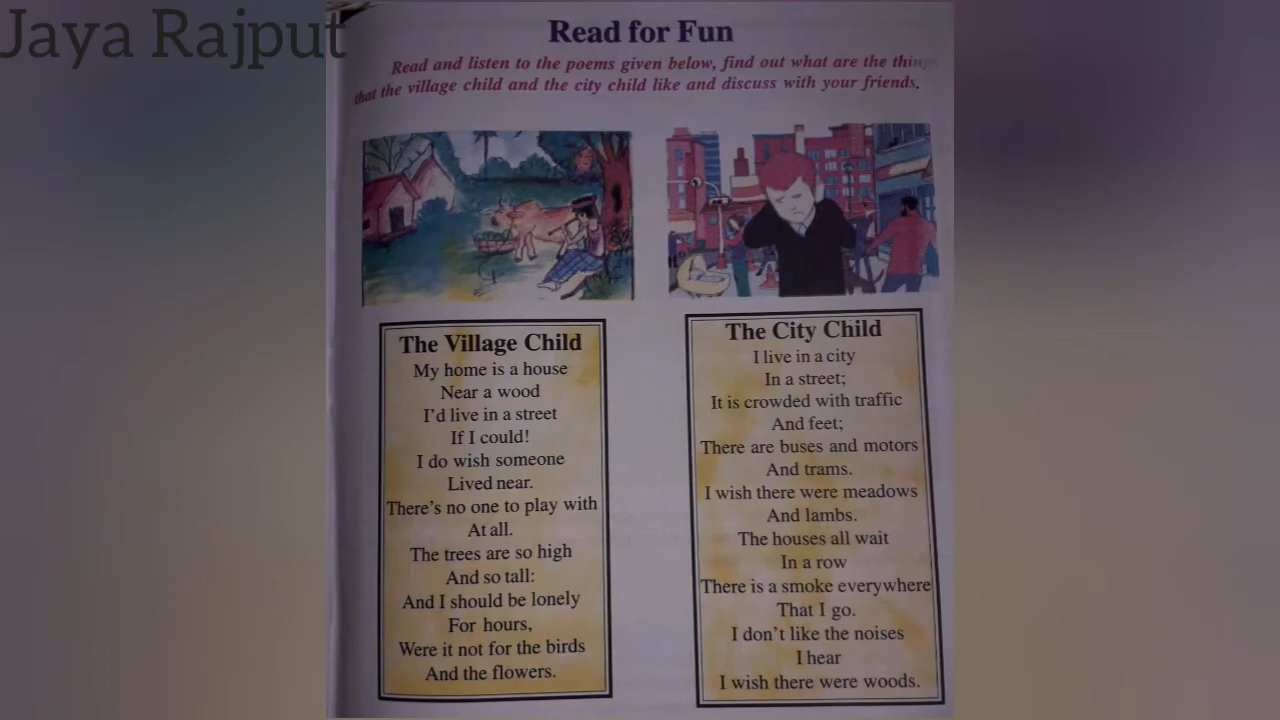 Jaya Rajput
Read for Fun
Read and listen to the poems given below, find out what are the
that the village child and the city child like and discuss with your friends.
The Village Child
My home is a house
Near a wood
I'd live in a street
If I could!
I do wish someone
Lived near.
There's no one to play with
At all.
The trees are so high
And so tall:
And I should be lonely
For hours,
Were it not for the birds
And the flowers.
The City Child
I live in a city
In a street;
It is crowded with traffic
And feet;
There are buses and motors
And trams.
I wish there were meadows
And lambs.
The houses all wait
In a row
There is a smoke everywhere
That I go.
I don't like the noises
I hear
I wish there were woods.